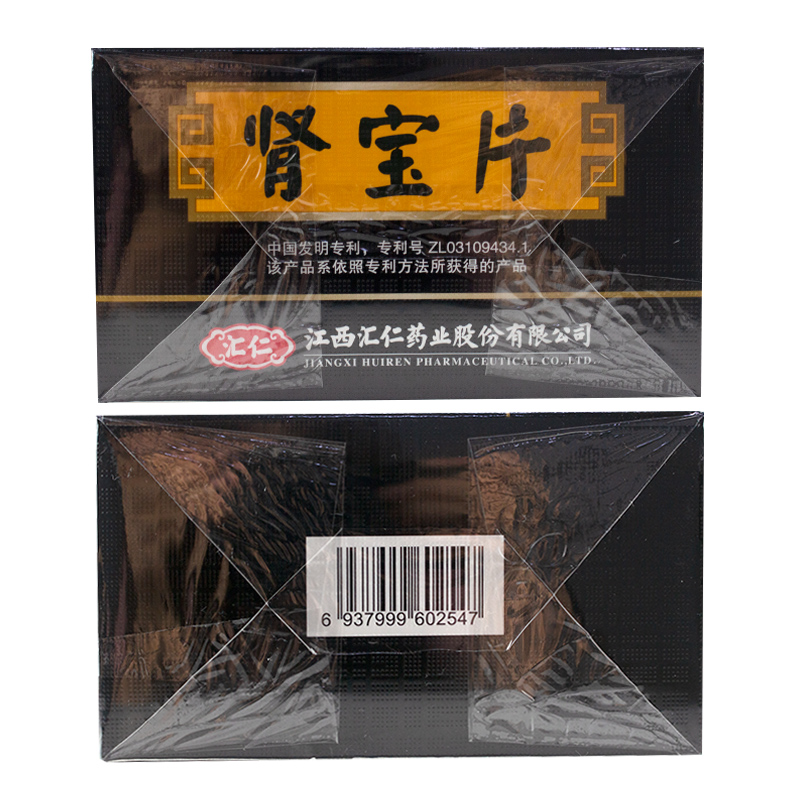 肾宝片
中国发明专利，专利号 ZL03109434.1
该产品系依照专利方法所获得的产品
汇仁
江西汇仁药业股份有限公司
JIANGXI HUIREN PHARMACEUTICAL CO.,LTD.
6 937999 602547